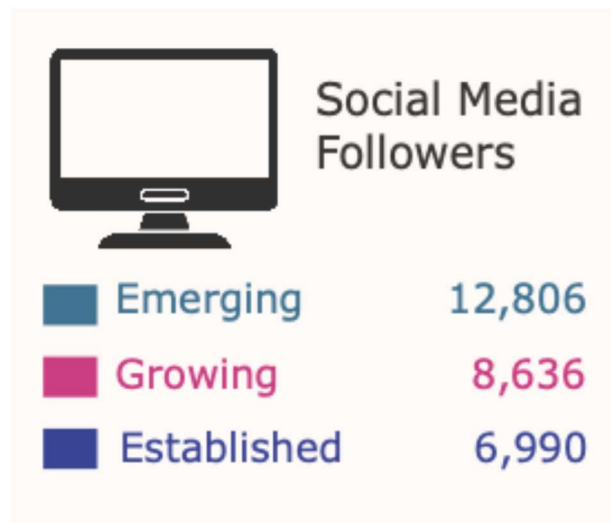 Social Media
Followers
Emerging 12,806
Growing 8,636
Established 6,990